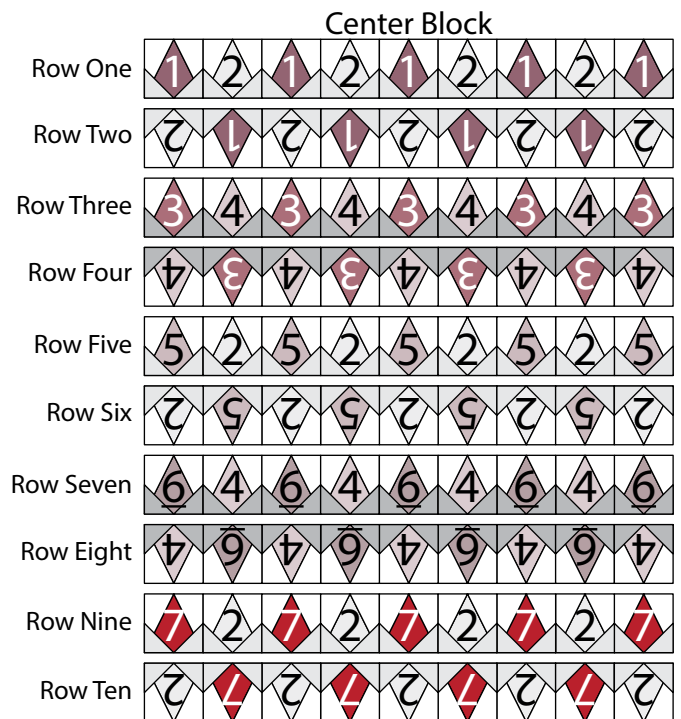 Center Block
Row One 1 2 1 2 1 2 1 2 1
Row Two 2 1 2 1 2 1 2 1 2
Row Three 3 4 3 4 3 4 3 4 3
Row Four 4 3 4 3 4 3 4 3 4
Row Five 5 2 5 2 5 2 5 2 5
Row Six 2 5 2 5 2 5 2 5 2
Row Seven 6 4 6 4 6 4 6 4 6
Row Eight 4 6 4 6 4 6 4 6 4
Row Nine 7 2 7 2 7 2 7 2 7
Row Ten 2 7 2 7 2 7 2 7 2